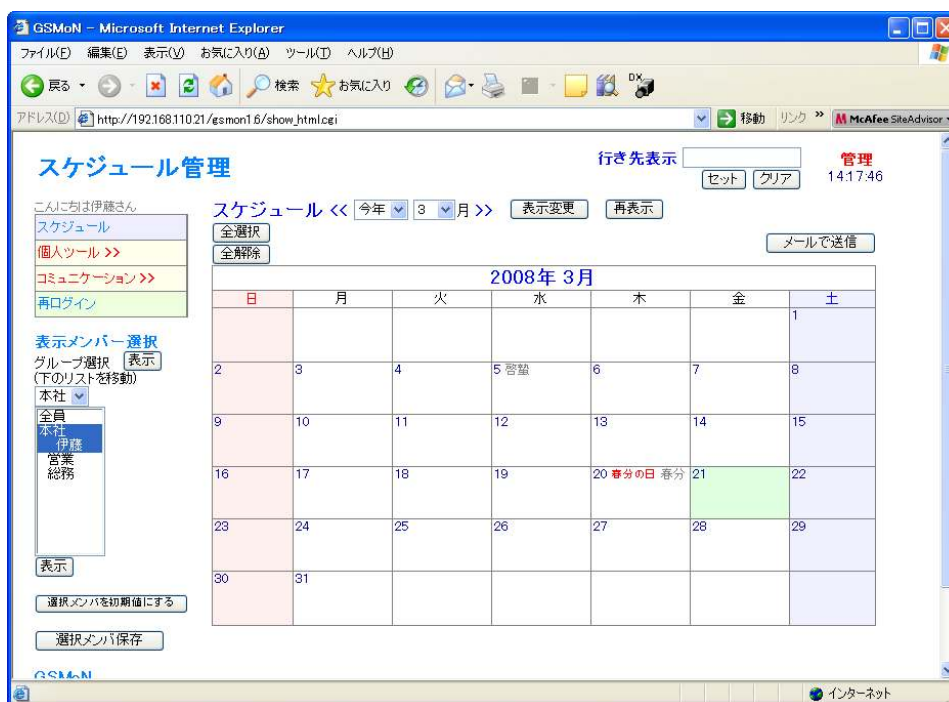 GSMoN - Microsoft Internet Explorer
ファイル(F) 編集(E) 表示(V) お気に入り(A) ツール(T) ヘルプ(H)
戻る 検索 お気に入り DX
アドレス(D) http://192.168.110.21/gsmon1.6/show_html.cgi 移動 リンク » McAfee SiteAdvisor
スケジュール管理
行き先表示 管理
セット クリア 14:17:46
こんにちは伊藤さん
スケジュール
個人ツール >>
コミュニケーション >>
再ログイン
スケジュール << 今年 3 月 >> 表示変更 再表示
全選択
全解除
メールで送信
表示メンバー選択
グループ選択 表示
(下のリストを移動)
本社
全員
本社
伊藤
営業
総務
表示
選択メンバを初期値にする
選択メンバ保存
GSMoN
2008年 3月
日 月 火 水 木 金 土
1
2 3 4 5 啓蟄 6 7 8
9 10 11 12 13 14 15
16 17 18 19 20 春分の日 春分 21 22
23 24 25 26 27 28 29
30 31
インターネット